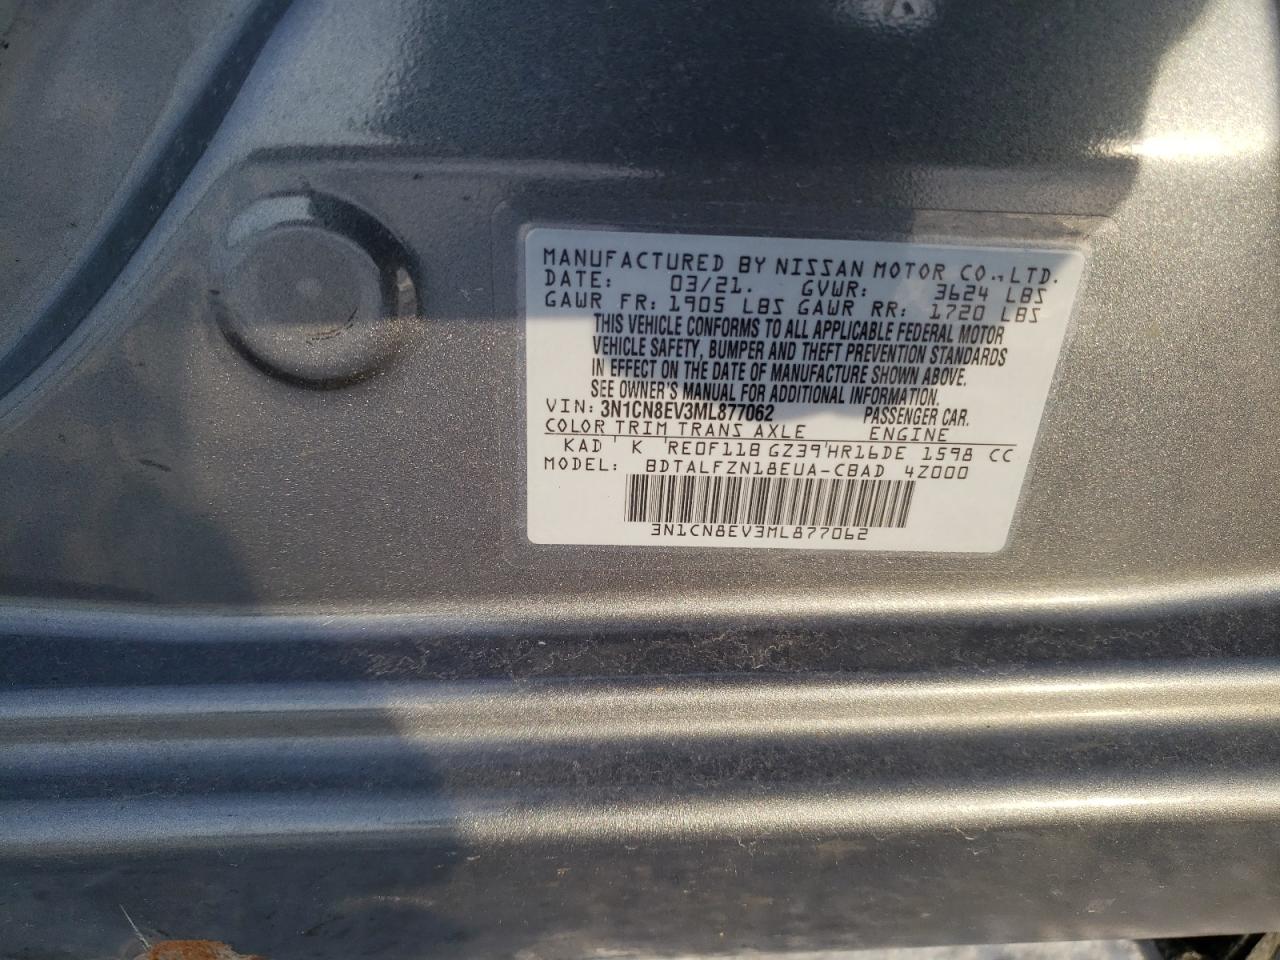 MANUFACTURED BY NISSAN MOTOR CO.,LTD.
DATE: 03/21. GVWR: 3624 LBS
GAWR FR: 1905 LBS GAWR RR: 1720 LBS
THIS VEHICLE CONFORMS TO ALL APPLICABLE FEDERAL MOTOR
VEHICLE SAFETY, BUMPER AND THEFT PREVENTION STANDARDS
IN EFFECT ON THE DATE OF MANUFACTURE SHOWN ABOVE.
SEE OWNER'S MANUAL FOR ADDITIONAL INFORMATION.
VIN: 3N1CN8EV3ML877062 PASSENGER CAR.
COLOR TRIM TRANS AXLE ENGINE
KAD K RE0F11B GZ39 HR16DE 1598 CC
MODEL: BDTALFZN18EUA-CBAD 4Z000
3N1CN8EV3ML877062